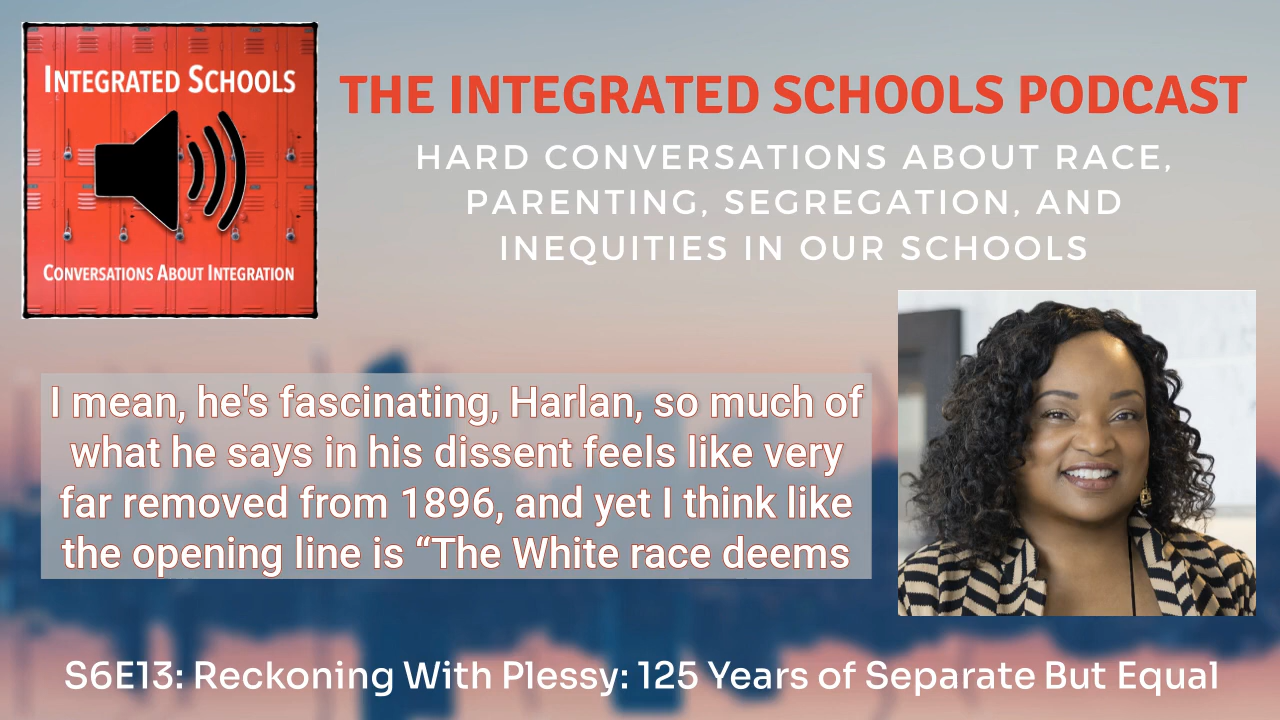 INTEGRATED SCHOOLS
CONVERSATIONS ABOUT INTEGRATION
THE INTEGRATED SCHOOLS PODCAST
HARD CONVERSATIONS ABOUT RACE,
PARENTING, SEGREGATION, AND
INEQUITIES IN OUR SCHOOLS
I mean, he's fascinating, Harlan, so much of
what he says in his dissent feels like very
far removed from 1896, and yet I think like
the opening line is “The White race deems
S6E13: Reckoning With Plessy: 125 Years of Separate But Equal